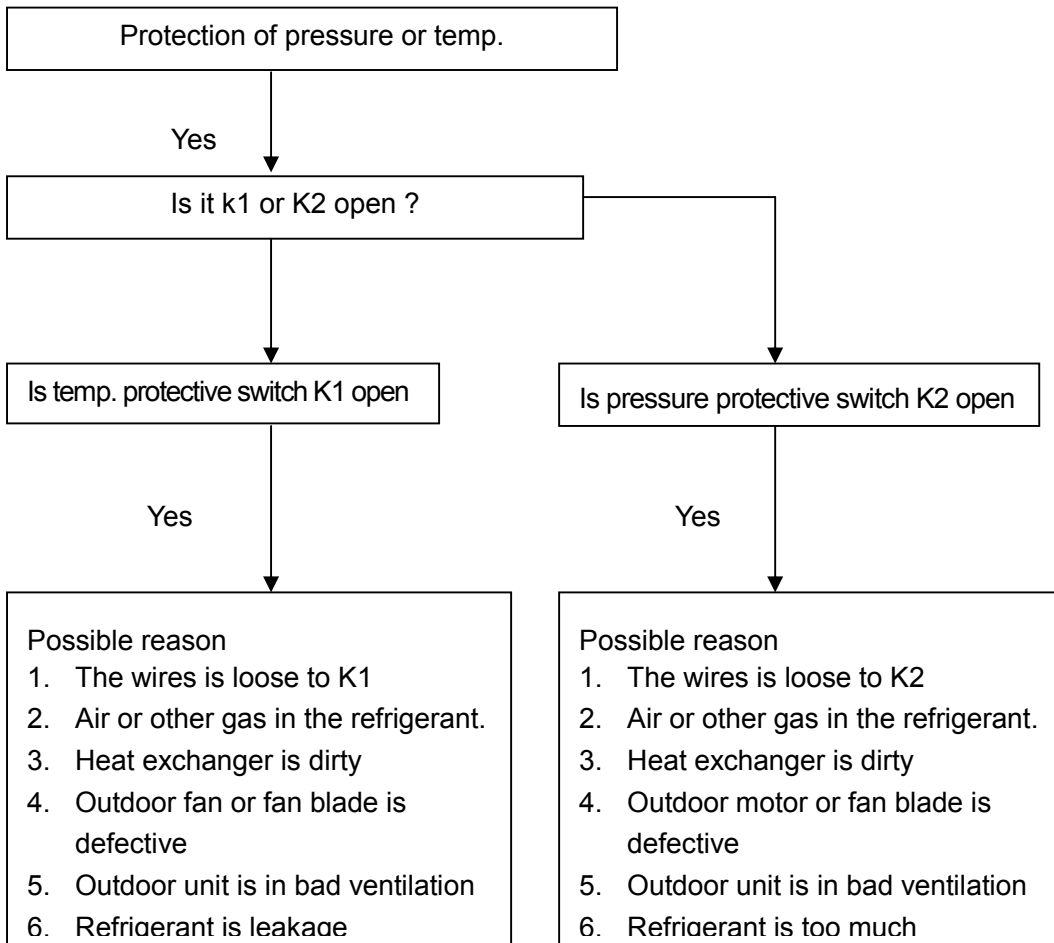 Protection of pressure or temp.
Yes
Is it k1 or K2 open ?
Is temp. protective switch K1 open
Is pressure protective switch K2 open
Yes
Yes
Possible reason
1. The wires is loose to K1
2. Air or other gas in the refrigerant.
3. Heat exchanger is dirty
4. Outdoor fan or fan blade is
defective
5. Outdoor unit is in bad ventilation
6. Refrigerant is leakage
Possible reason
1. The wires is loose to K2
2. Air or other gas in the refrigerant.
3. Heat exchanger is dirty
4. Outdoor motor or fan blade is
defective
5. Outdoor unit is in bad ventilation
6. Refrigerant is too much